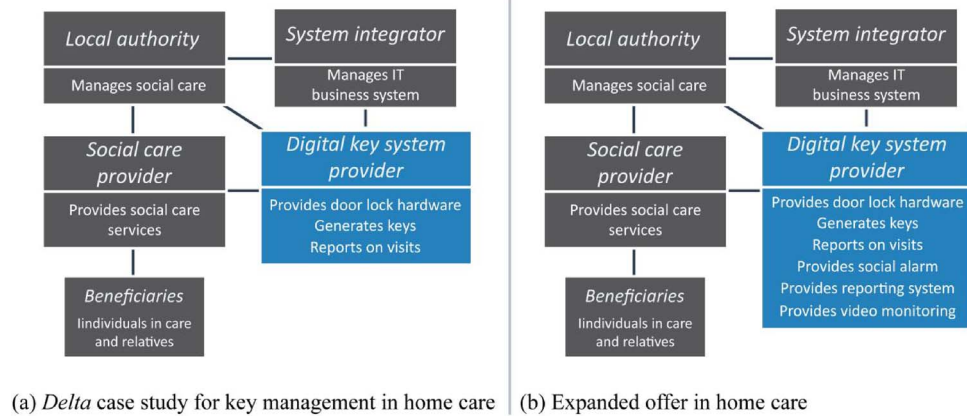 Local authority
Manages social care
System integrator
Manages IT
business system
Social care
provider
Provides social care
services
Digital key system
provider
Provides door lock hardware
Generates keys
Reports on visits
Beneficiaries
Iindividuals in care
and relatives
(a) Delta case study for key management in home care
Local authority
Manages social care
System integrator
Manages IT
business system
Social care
provider
Provides social care
services
Digital key system
provider
Provides door lock hardware
Generates keys
Reports on visits
Provides social alarm
Provides reporting system
Provides video monitoring
Beneficiaries
Iindividuals in care
and relatives
(b) Expanded offer in home care